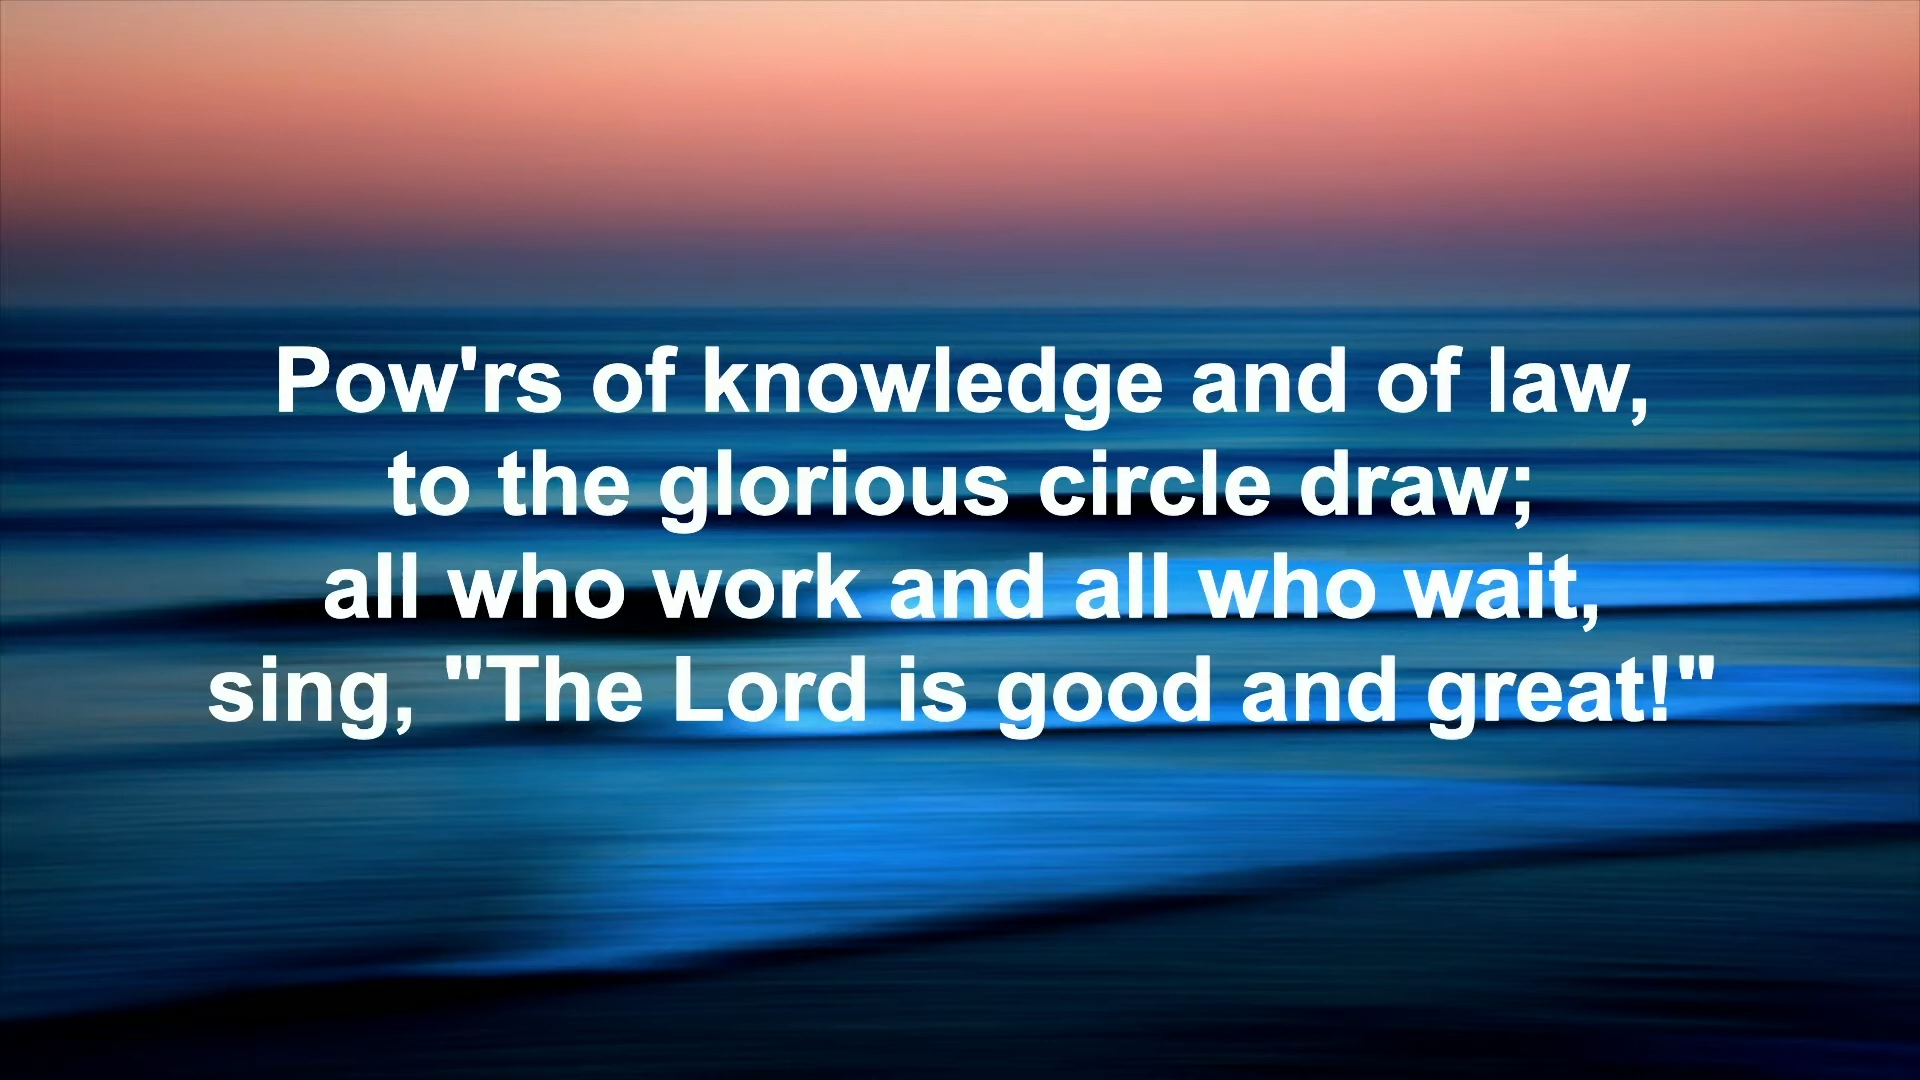 Pow'rs of knowledge and of law,
to the glorious circle draw;
all who work and all who wait,
sing, "The Lord is good and great!"